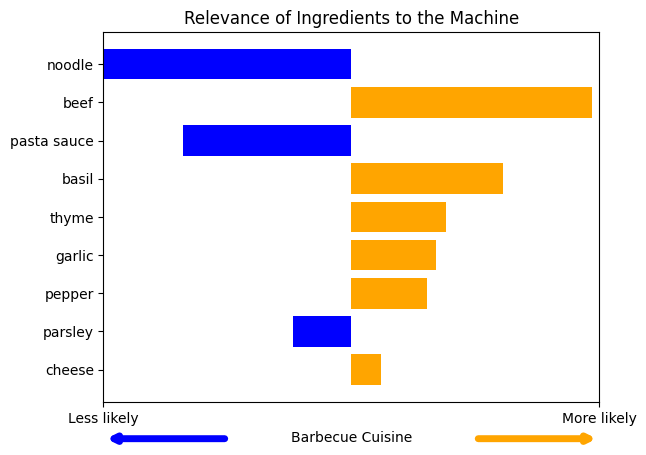 Relevance of Ingredients to the Machine
noodle
beef
pasta sauce
basil
thyme
garlic
pepper
parsley
cheese
Less likely
More likely
Barbecue Cuisine